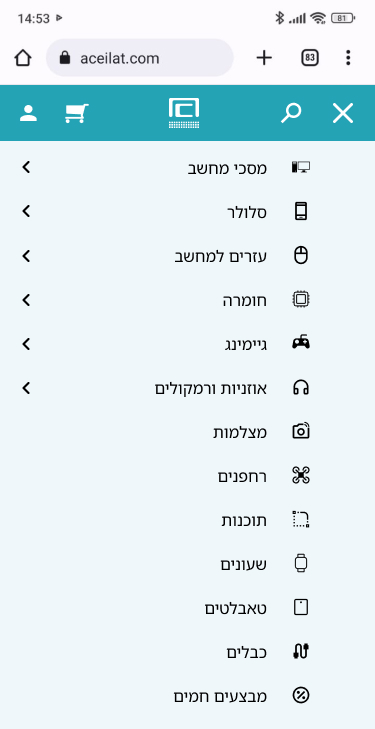 14:53
81
aceilat.com
83
מסכי מחשב
סלולר
עזרים למחשב
חומרה
גיימינג
אוזניות ורמקולים
מצלמות
רחפנים
תוכנות
שעונים
טאבלטים
כבלים
מבצעים חמים